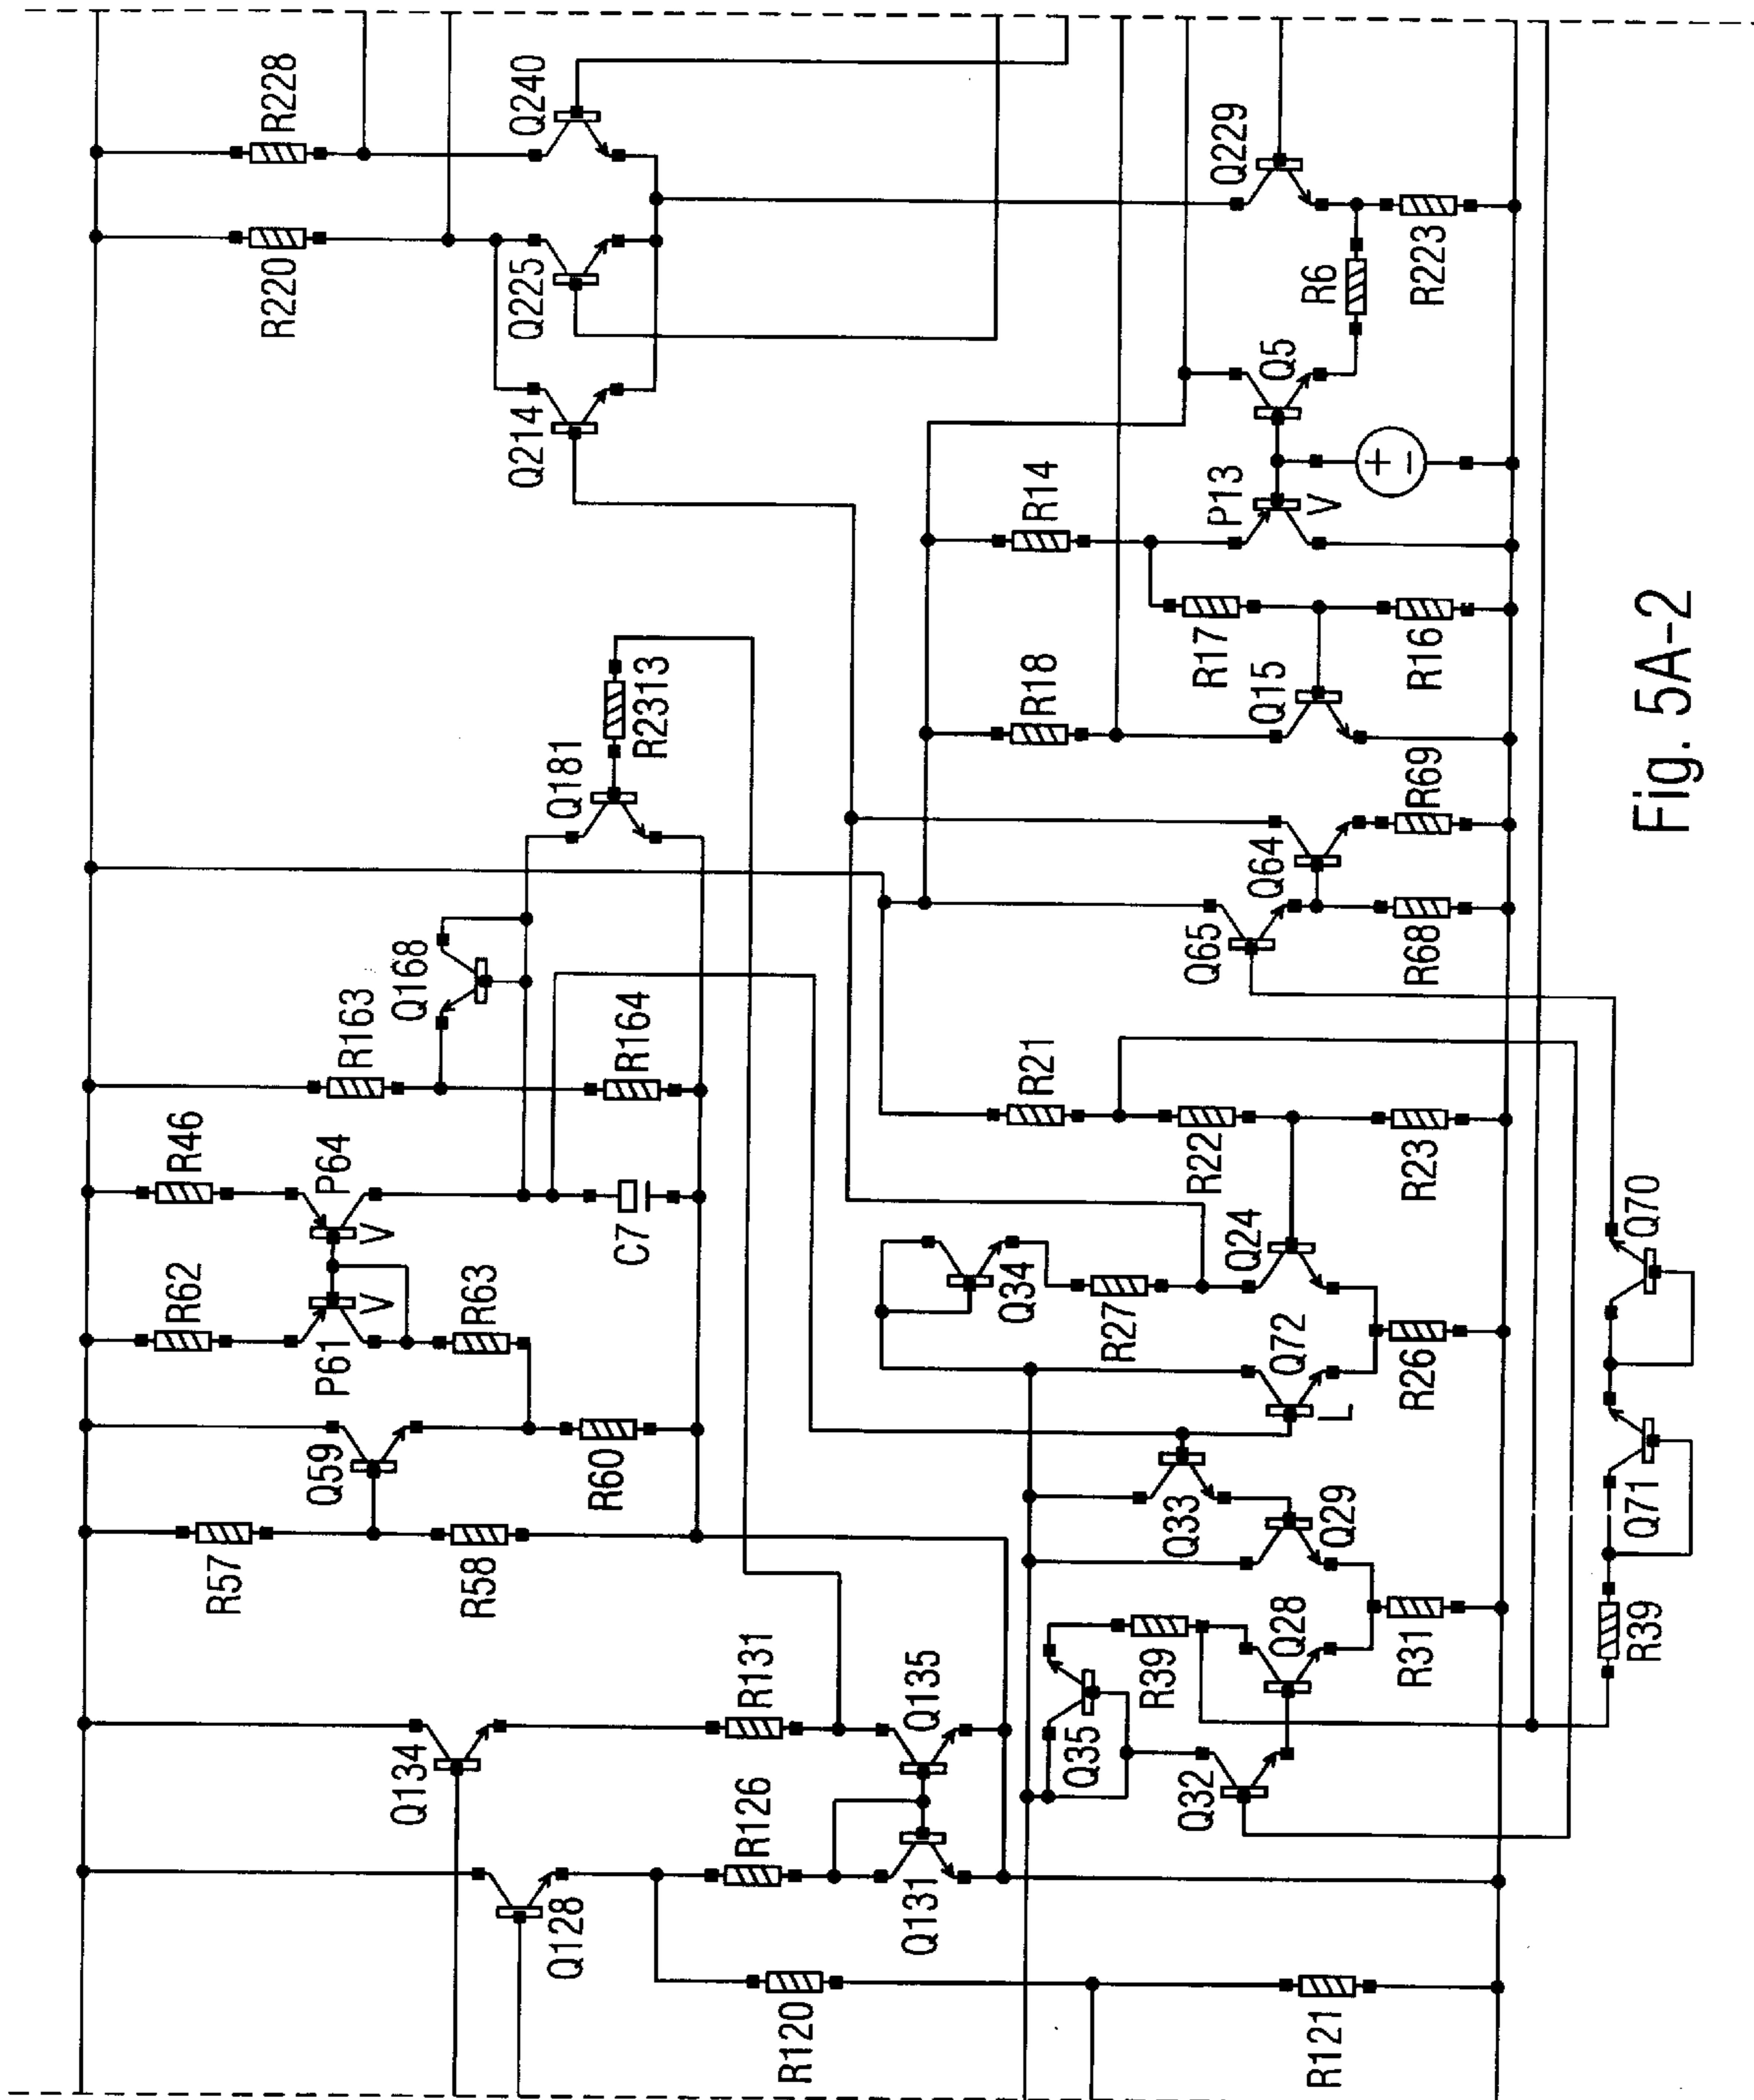 R228
Q240
R220
Q225
Q214
Q229
R6
R223
Q5
P13
V
R14
R17
R16
R18
Q15
R2313
Q181
Q64
R69
Q65
R68
Q168
R163
R164
R46
P64
V
C7
R62
P61
V
R63
Q59
R60
R57
R58
R21
R22
R23
Q34
R27
Q24
Q72
L
R26
Q33
Q29
Q28
R31
R39
Q35
Q32
Q70
Q71
R39
Q134
R131
Q135
Q128
R126
Q131
R120
R121
+
−
Fig. 5A-2